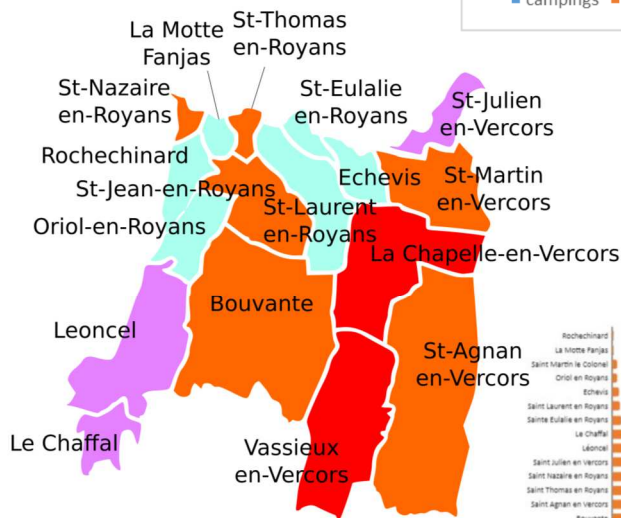 campings
La Motte
Fanjas
St-Thomas
en-Royans
St-Nazaire
en-Royans
St-Eulalie
en-Royans
St-Julien
en-Vercors
Rochechinard
Echevis
St-Martin
en-Vercors
St-Jean-en-Royans
St-Laurent
en-Royans
Oriol-en-Royans
La Chapelle-en-Vercors
Bouvante
Leoncel
St-Agnan
en-Vercors
Le Chaffal
Vassieux
en-Vercors
Rochechinard
La Motte Fanjas
Saint Martin le Colonel
Oriol en Royans
Echevis
Saint Laurent en Royans
Sainte Eulalie en Royans
Le Chaffal
Léoncel
Saint Julien en Vercors
Saint Nazaire en Royans
Saint Thomas en Royans
Saint Agnan en Vercors
Bouvante